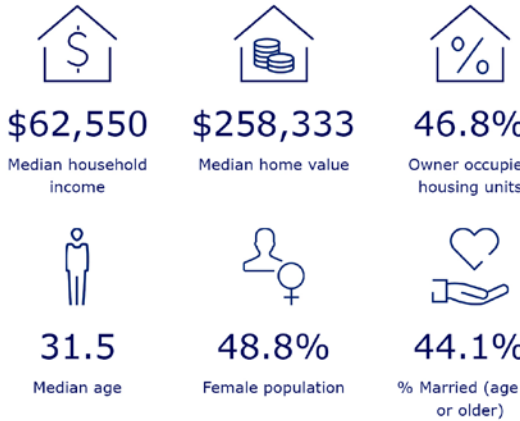 $62,550
$258,333
46.8%
Median household
income
Median home value
Owner occupie
housing units
31.5
48.8%
44.1%
Median age
Female population
% Married (age
or older)